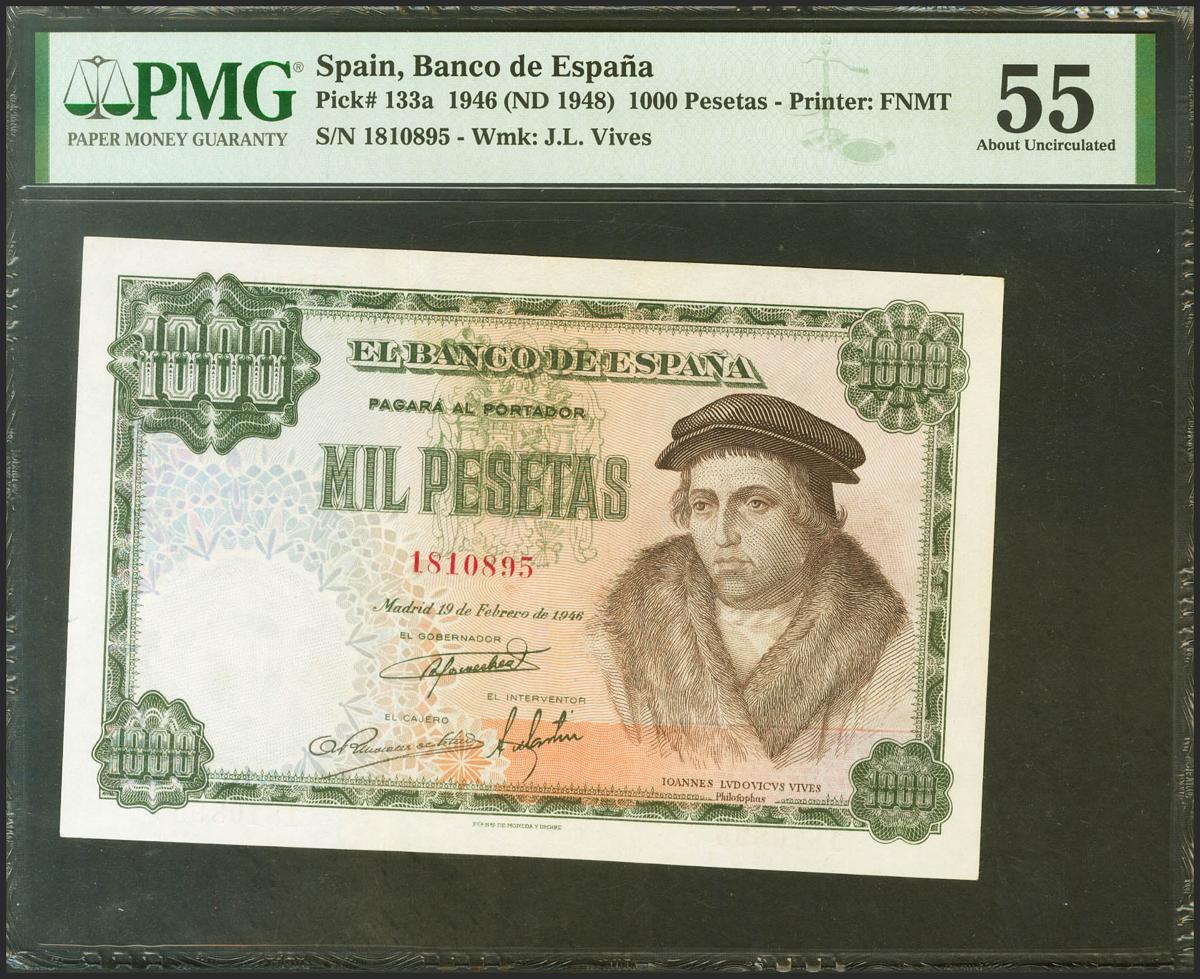 PMG®
PAPER MONEY GUARANTY
Spain, Banco de España
Pick# 133a 1946 (ND 1948) 1000 Pesetas - Printer: FNMT
S/N 1810895 - Wmk: J.L. Vives
55
About Uncirculated
1000
1000
EL BANCO DE ESPAÑA
PAGARÁ AL PORTADOR
MIL PESETAS
1810895
Madrid 19 de Febrero de 1946
EL GOBERNADOR
EL INTERVENTOR
EL CAJERO
IOANNES LVDOVICVS VIVES
Philosophus
1000
1000